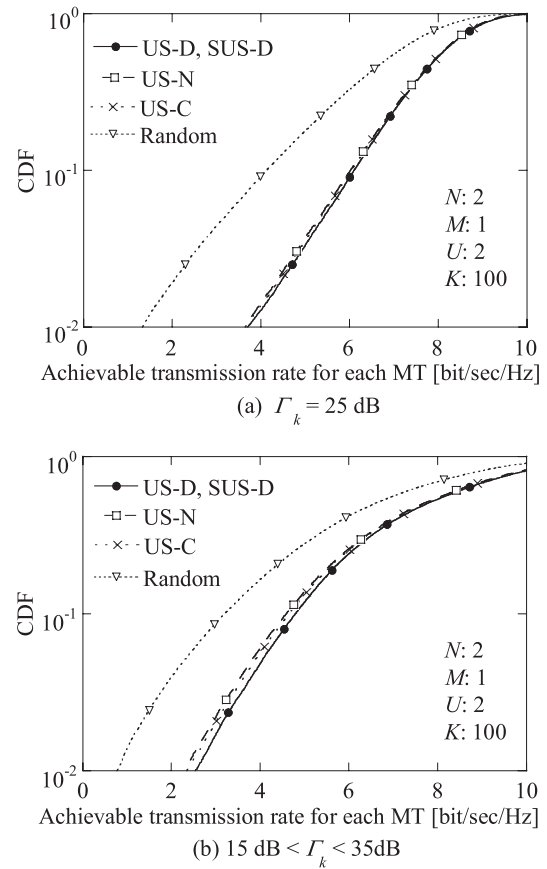 10^0
US-D, SUS-D
US-N
US-C
Random
CDF
10^-1
N: 2
M: 1
U: 2
K: 100
10^-2
0 2 4 6 8 10
Achievable transmission rate for each MT [bit/sec/Hz]
(a) Γ_k = 25 dB
10^0
US-D, SUS-D
US-N
US-C
Random
CDF
10^-1
N: 2
M: 1
U: 2
K: 100
10^-2
0 2 4 6 8 10
Achievable transmission rate for each MT [bit/sec/Hz]
(b) 15 dB < Γ_k < 35dB